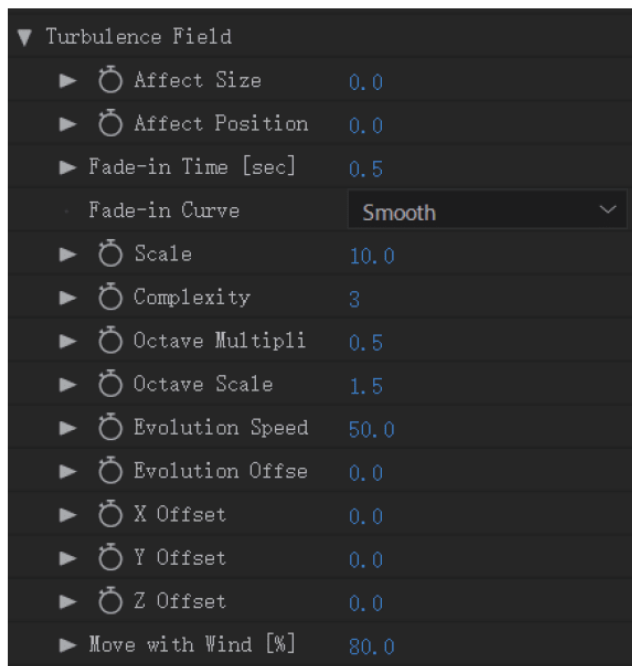 Turbulence Field
Affect Size 0.0
Affect Position 0.0
Fade-in Time [sec] 0.5
Fade-in Curve Smooth
Scale 10.0
Complexity 3
Octave Multipli 0.5
Octave Scale 1.5
Evolution Speed 50.0
Evolution Offse 0.0
X Offset 0.0
Y Offset 0.0
Z Offset 0.0
Move with Wind [%] 80.0